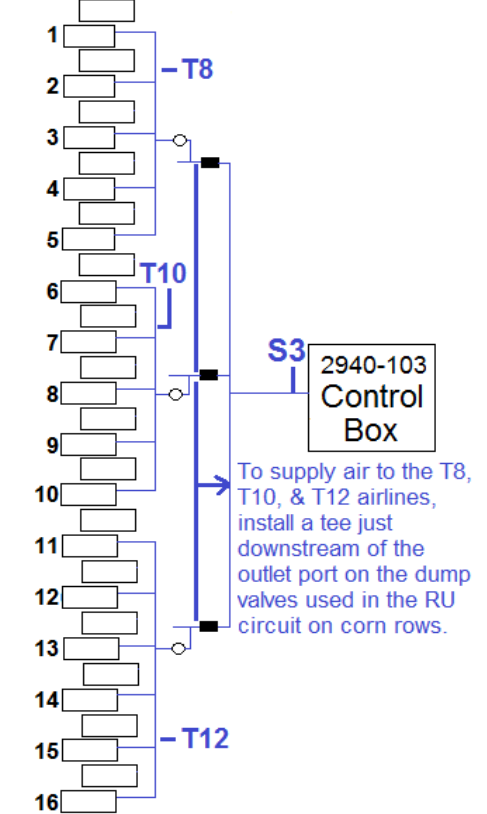 1
T8
2
3
4
5
T10
6
7
S3
2940-103
Control
Box
8
9
10
To supply air to the T8,
T10, & T12 airlines,
install a tee just
downstream of the
outlet port on the dump
valves used in the RU
circuit on corn rows.
11
12
13
14
T12
15
16